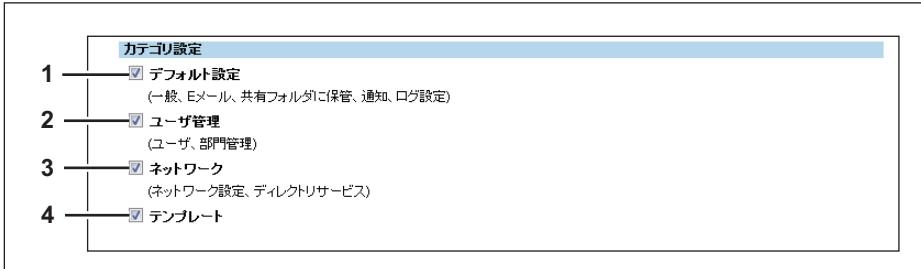 カテゴリ設定
1 デフォルト設定
(一般、Eメール、共有フォルダに保管、通知、ログ設定)
2 ユーザ管理
(ユーザ、部門管理)
3 ネットワーク
(ネットワーク設定、ディレクトリサービス)
4 テンプレート